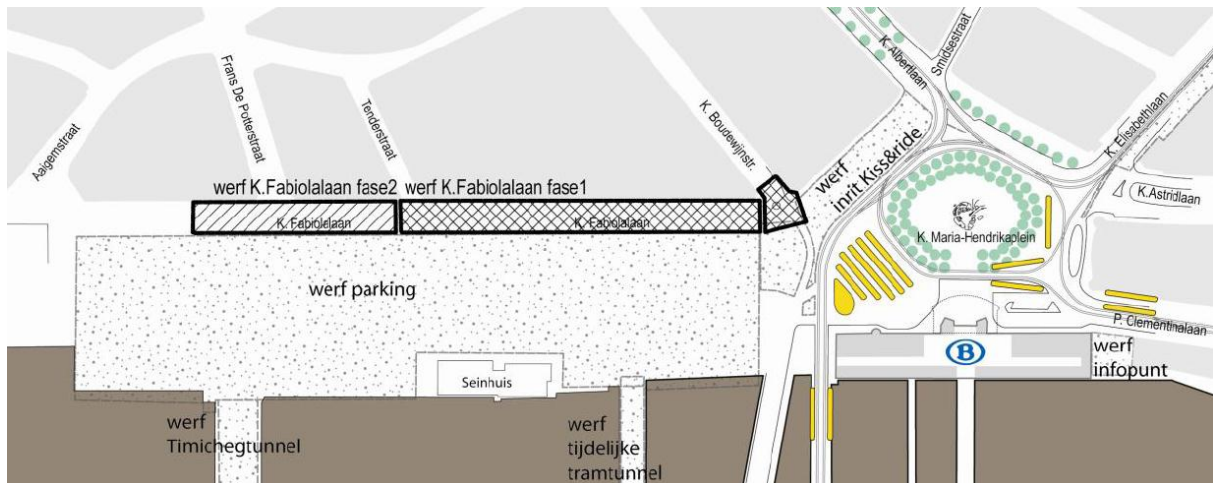 K. Albertlaan
Smidsestraat
K. Elisabethlaan
Frans De Potterstraat
Tenderstraat
Aaigemstraat
K. Boudewijnstr.
werf
inrit Kiss&ride
K.Astridlaan
werf K.Fabiolalaan fase2
werf K.Fabiolalaan fase1
K. Fabiolalaan
K. Fabiolalaan
K. Maria-Hendrikaplein
werf parking
P. Clementinalaan
B
werf
infopunt
Seinhuis
werf
Timichegtunnel
werf
tijdelijke
tramtunnel